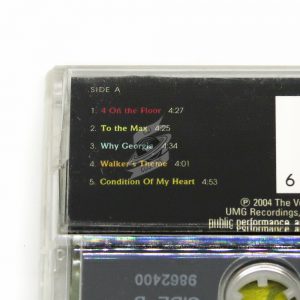 SIDE A
1. 4 On the Floor 4:27
2. To the Max 4:25
3. Why Georgia 4:34
4. Walker's Theme 4:01
5. Condition Of My Heart 4:53
6
℗ 2004 The V
UMG Recordings,
public performance a
9862400